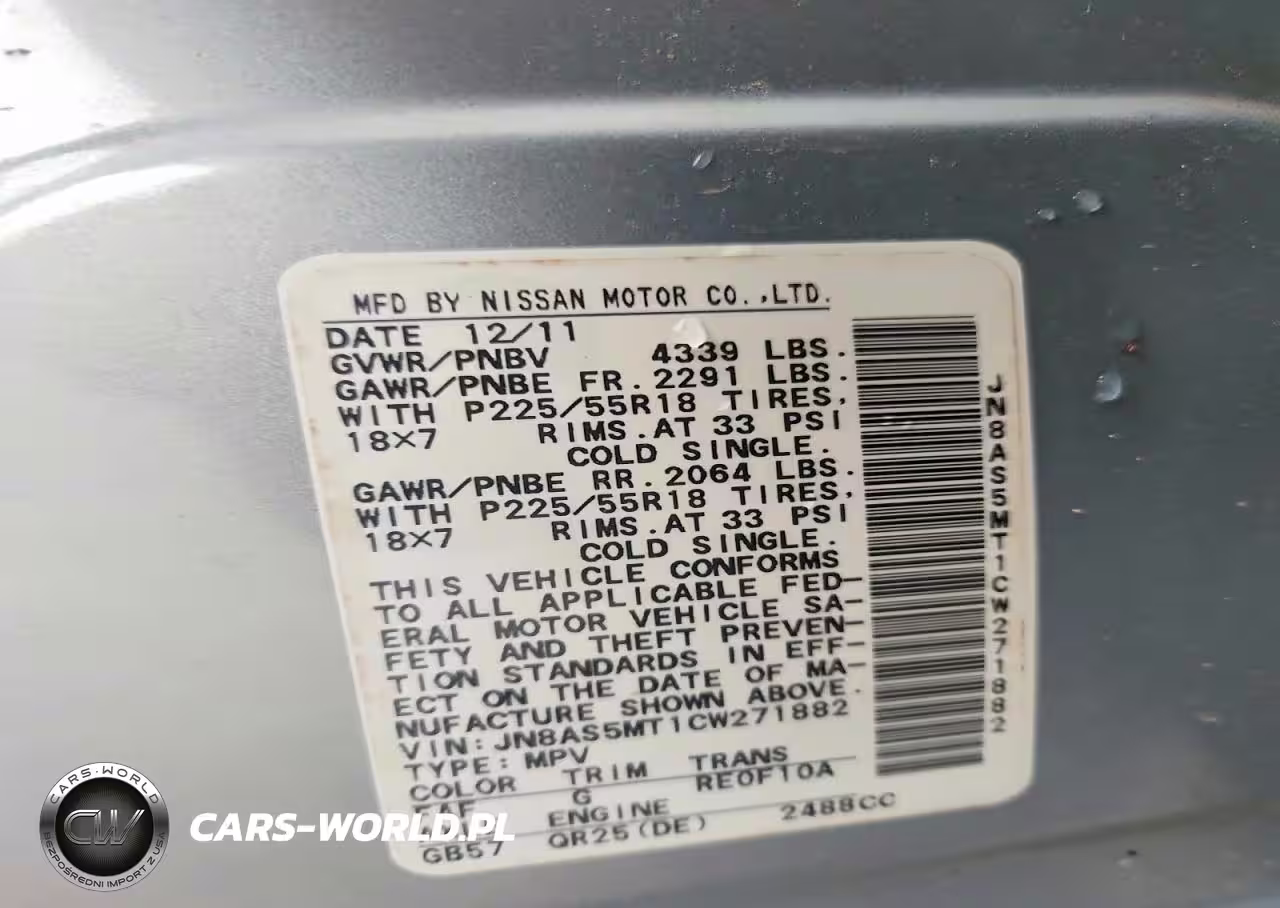 MFD BY NISSAN MOTOR CO.,LTD.
DATE 12/11
GVWR/PNBV 4339 LBS.
GAWR/PNBE FR. 2291 LBS.
WITH P225/55R18 TIRES,
18×7 RIMS.AT 33 PSI
COLD SINGLE.
GAWR/PNBE RR. 2064 LBS.
WITH P225/55R18 TIRES,
18×7 RIMS.AT 33 PSI
COLD SINGLE.
THIS VEHICLE CONFORMS
TO ALL APPLICABLE FED-
ERAL MOTOR VEHICLE SA-
FETY AND THEFT PREVEN-
TION STANDARDS IN EFF-
ECT ON THE DATE OF MA-
NUFACTURE SHOWN ABOVE.
VIN: JN8AS5MT1CW271882
TYPE: MPV
COLOR TRIM TRANS
G RE0F10A
ENGINE
GB57 QR25(DE) 2488CC
JN8AS5MT1CW271882
CARS-WORLD
CW
BEZPOŚREDNI IMPORT Z USA
CARS-WORLD.PL